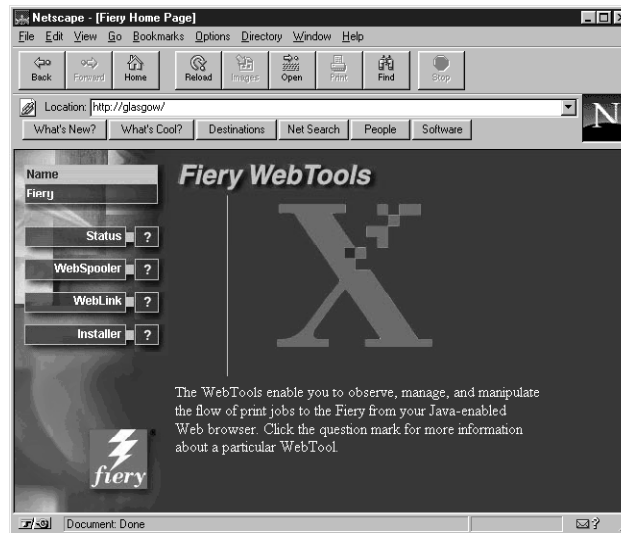 Netscape - [Fiery Home Page]
File Edit View Go Bookmarks Options Directory Window Help
Back Forward Home Reload Images Open Print Find Stop
Location: http://glasgow/
What's New? What's Cool? Destinations Net Search People Software
N
Name
Fiery
Fiery WebTools
Status ?
WebSpooler ?
WebLink ?
Installer ?
X
The WebTools enable you to observe, manage, and manipulate
the flow of print jobs to the Fiery from your Java-enabled
Web browser. Click the question mark for more information
about a particular WebTool.
fiery
Document: Done
?